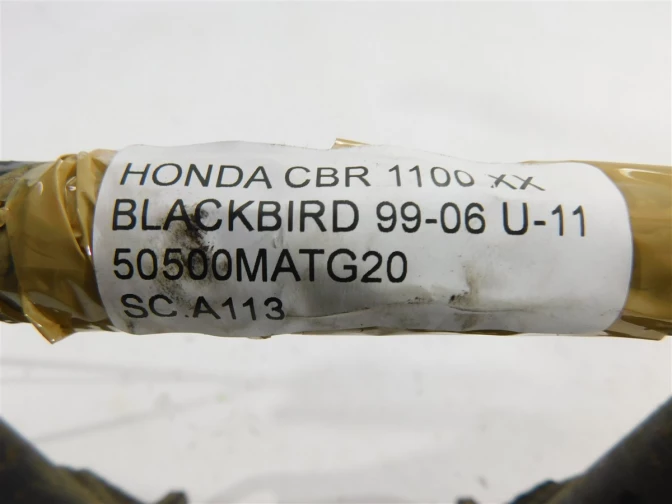 HONDA CBR 1100 XX
BLACKBIRD 99-06 U-11
50500MATG20
SC.A113